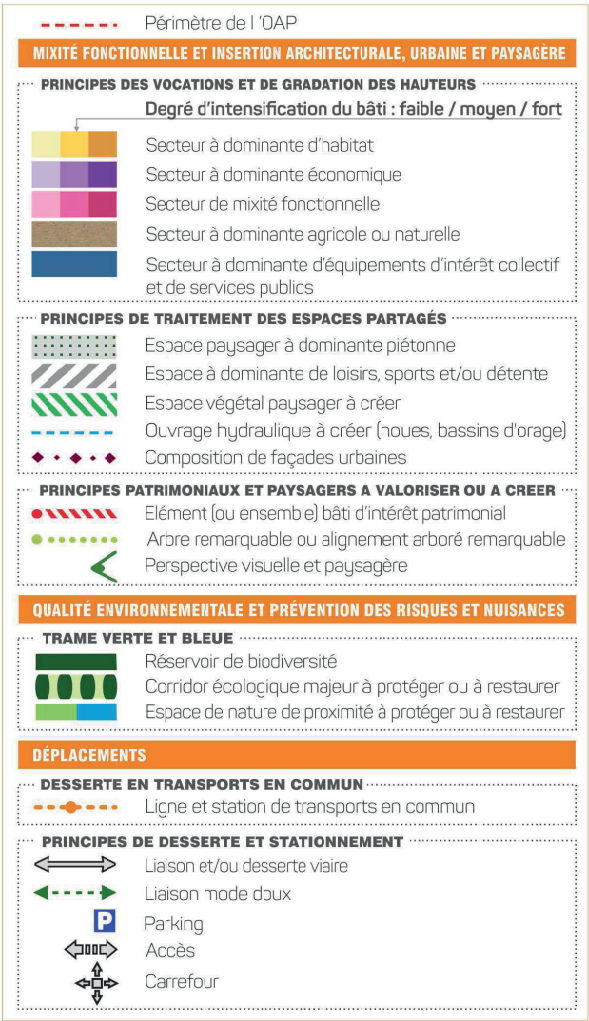 Périmètre de l 'OAP
MIXITÉ FONCTIONNELLE ET INSERTION ARCHITECTURALE, URBAINE ET PAYSAGÈRE
PRINCIPES DES VOCATIONS ET DE GRADATION DES HAUTEURS
Degré d'intensification du bâti : faible / moyen / fort
Secteur à dominante d'habitat
Secteur à dominante économique
Secteur de mixité fonctionnelle
Secteur à dominante agricole ou naturelle
Secteur à dominante d'équipements d'intérêt collectif
et de services publics
PRINCIPES DE TRAITEMENT DES ESPACES PARTAGÉS
Espace paysager à dominante piétonne
Espace à dominante de loisirs, sports et/ou détente
Espace végétal paysager à créer
Ouvrage hydraulique à créer (noues, bassins d'orage)
Composition de façades urbaines
PRINCIPES PATRIMONIAUX ET PAYSAGERS A VALORISER OU A CREER
Elément (ou ensemble) bâti d'intérêt patrimonial
Arbre remarquable ou alignement arboré remarquable
Perspective visuelle et paysagère
QUALITÉ ENVIRONNEMENTALE ET PRÉVENTION DES RISQUES ET NUISANCES
TRAME VERTE ET BLEUE
Réservoir de biodiversité
Corridor écologique majeur à protéger ou à restaurer
Espace de nature de proximité à protéger ou à restaurer
DÉPLACEMENTS
DESSERTE EN TRANSPORTS EN COMMUN
Ligne et station de transports en commun
PRINCIPES DE DESSERTE ET STATIONNEMENT
Liaison et/ou desserte viaire
Liaison mode doux
P Parking
Accès
Carrefour